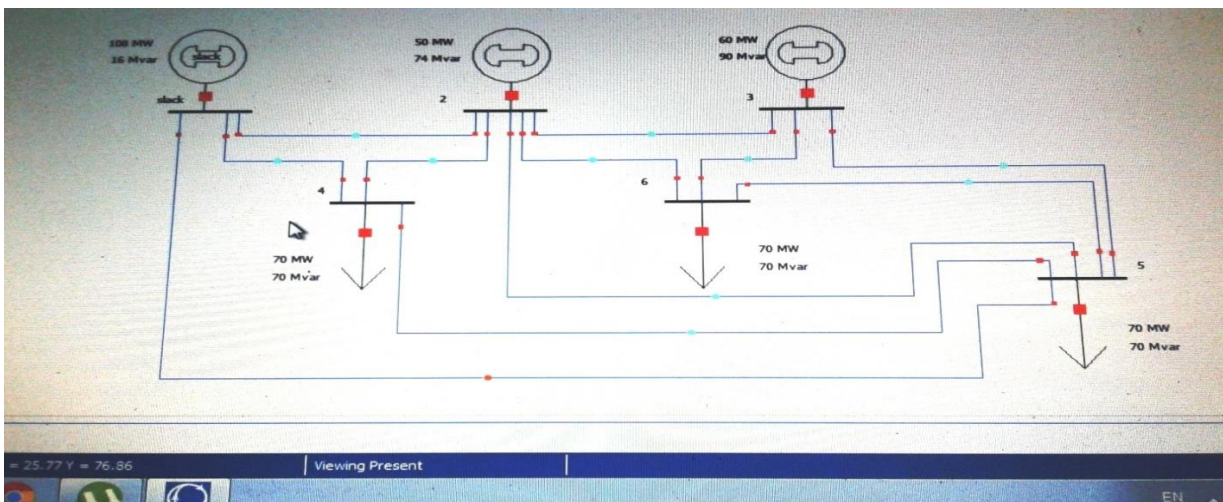 108 MW
16 Mvar
slack
slack
50 MW
74 Mvar
2
60 MW
90 Mvar
3
4
70 MW
70 Mvar
6
70 MW
70 Mvar
5
70 MW
70 Mvar
= 25.77 Y = 76.86
Viewing Present
EN